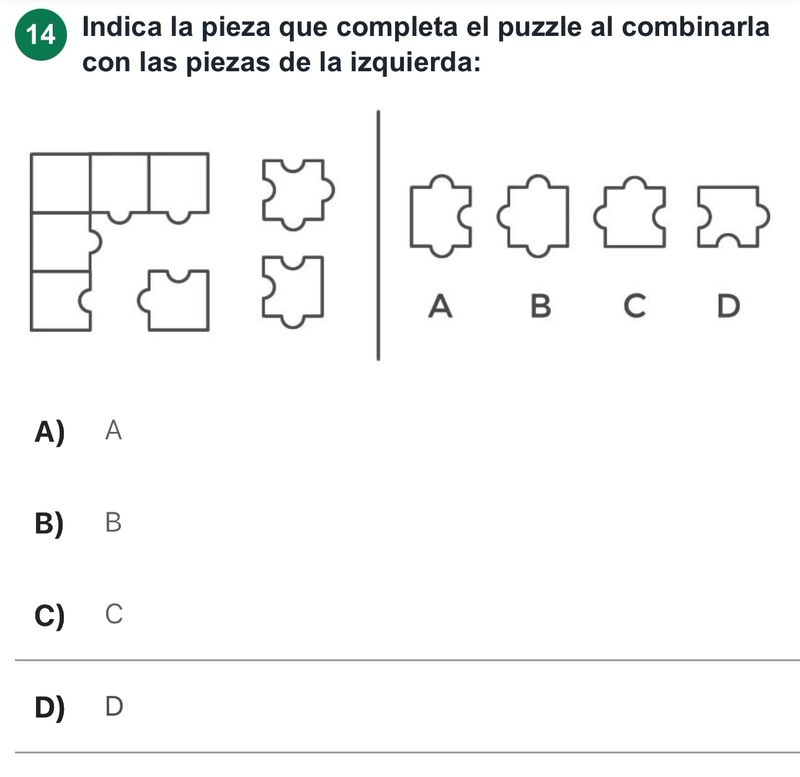 14 Indica la pieza que completa el puzzle al combinarla
con las piezas de la izquierda:
A B C D
A) A
B) B
C) C
D) D